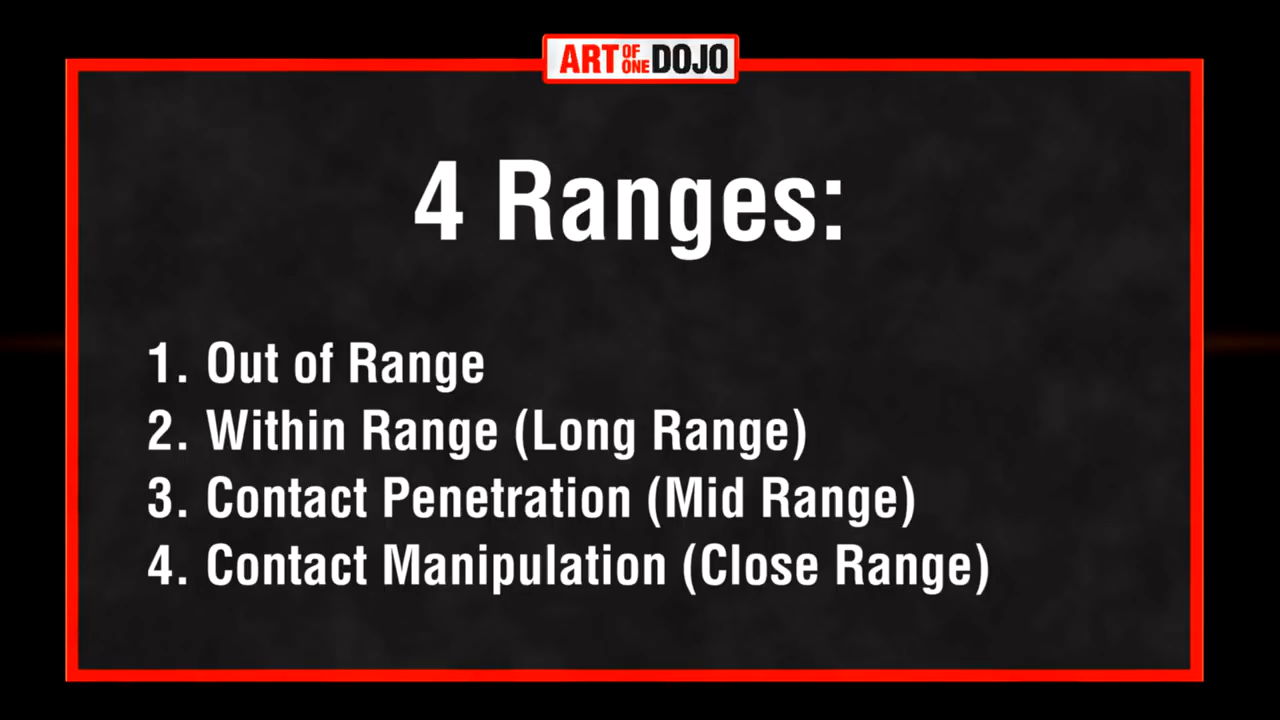 ART OF ONE DOJO
4 Ranges:
1. Out of Range
2. Within Range (Long Range)
3. Contact Penetration (Mid Range)
4. Contact Manipulation (Close Range)